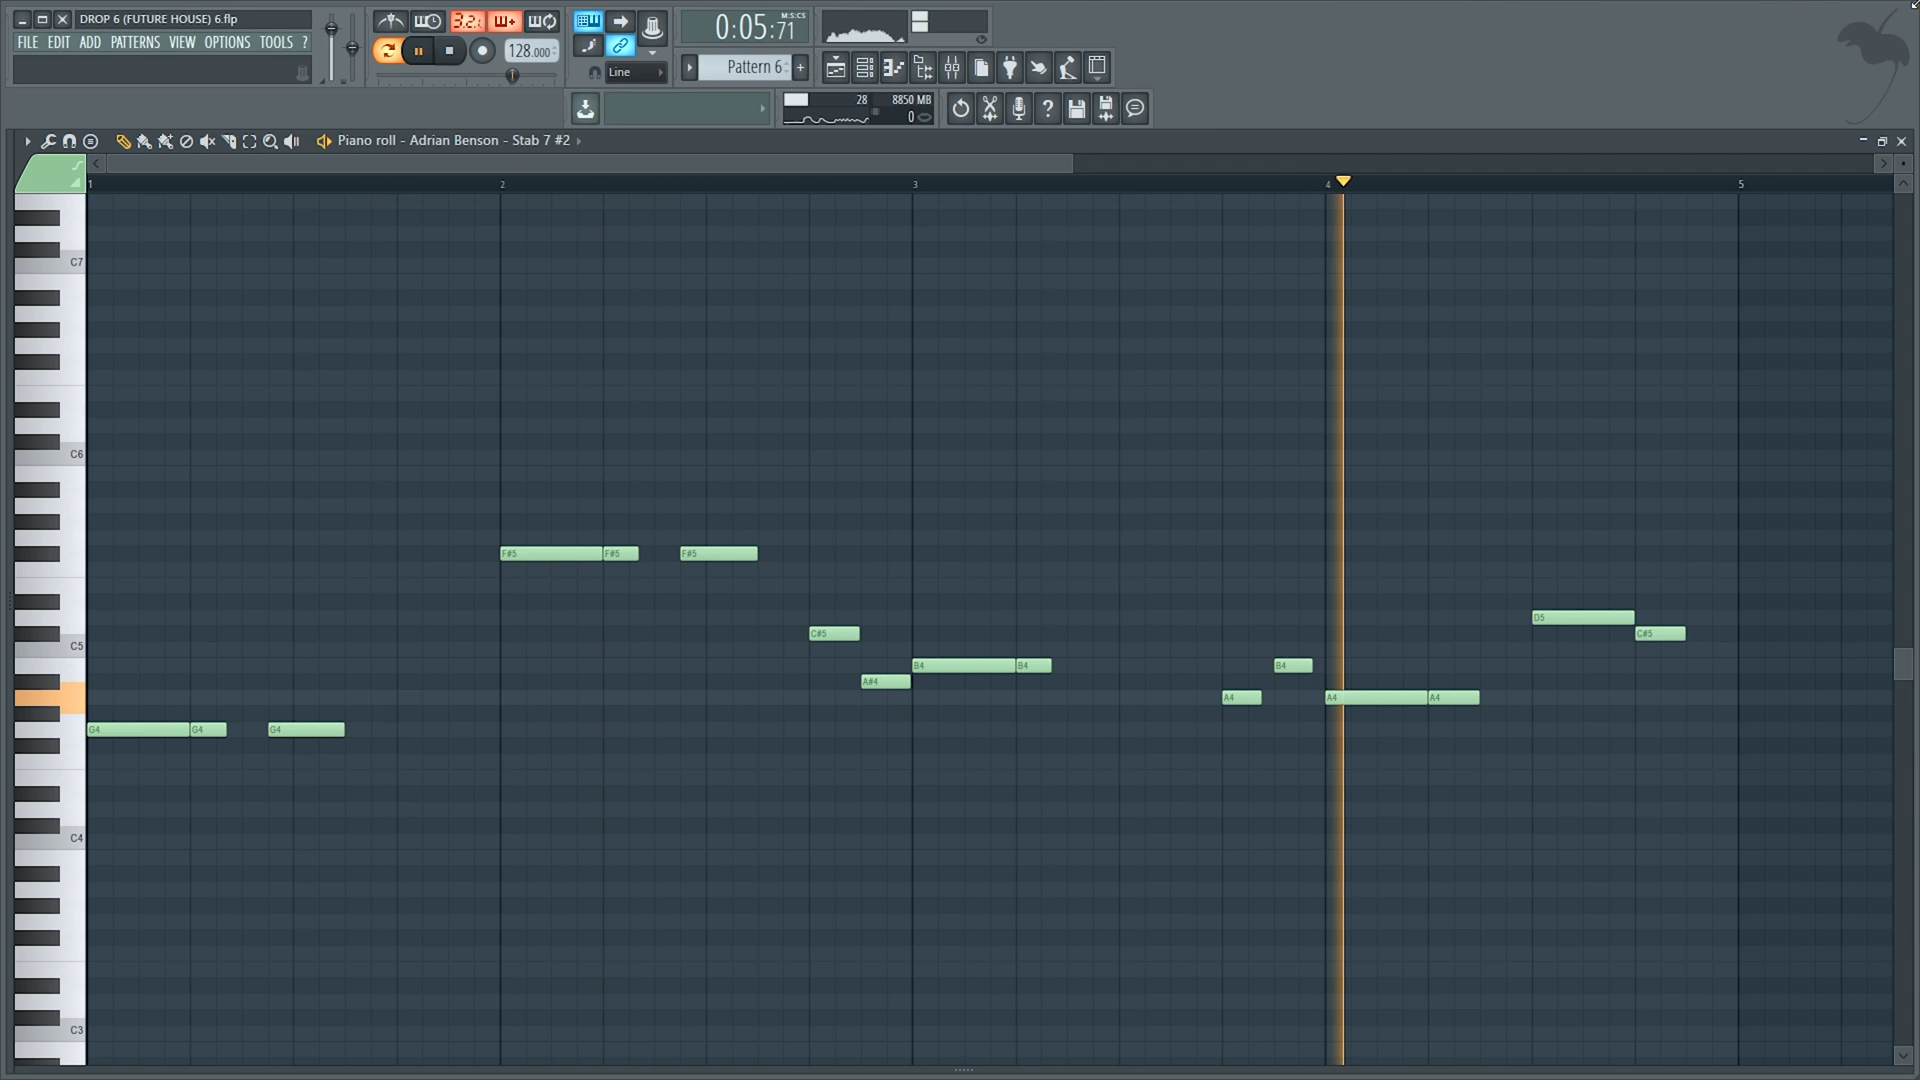 DROP 6 (FUTURE HOUSE) 6.flp
FILE EDIT ADD PATTERNS VIEW OPTIONS TOOLS ?
3.2.
128.000
Line
0:05:71
M:S:CS
Pattern 6
28
8850 MB
0
Piano roll - Adrian Benson - Stab 7 #2
1 2 3 4 5
C7
C6
F#5 F#5 F#5
D5
C#5 C#5
C5
B4 B4 B4
A#4
A4 A4 A4
G4 G4 G4
C4
C3